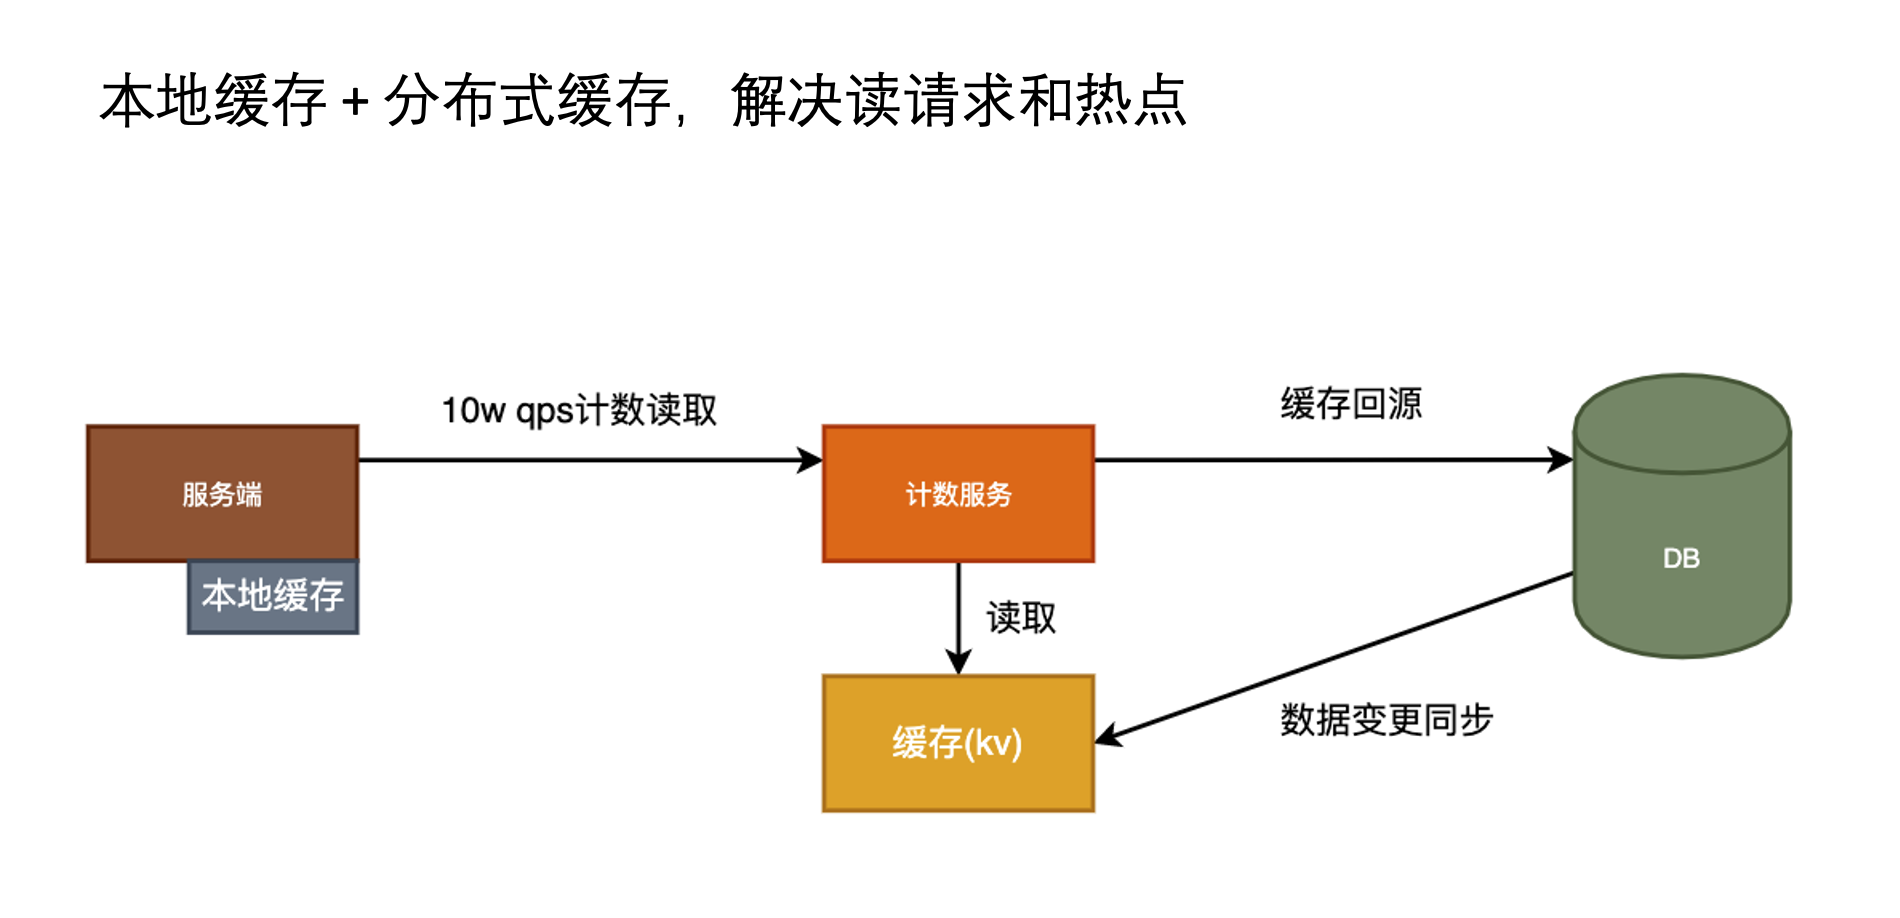 本地缓存 + 分布式缓存，解决读请求和热点
10w qps计数读取
缓存回源
服务端
计数服务
DB
本地缓存
读取
数据变更同步
缓存(kv)